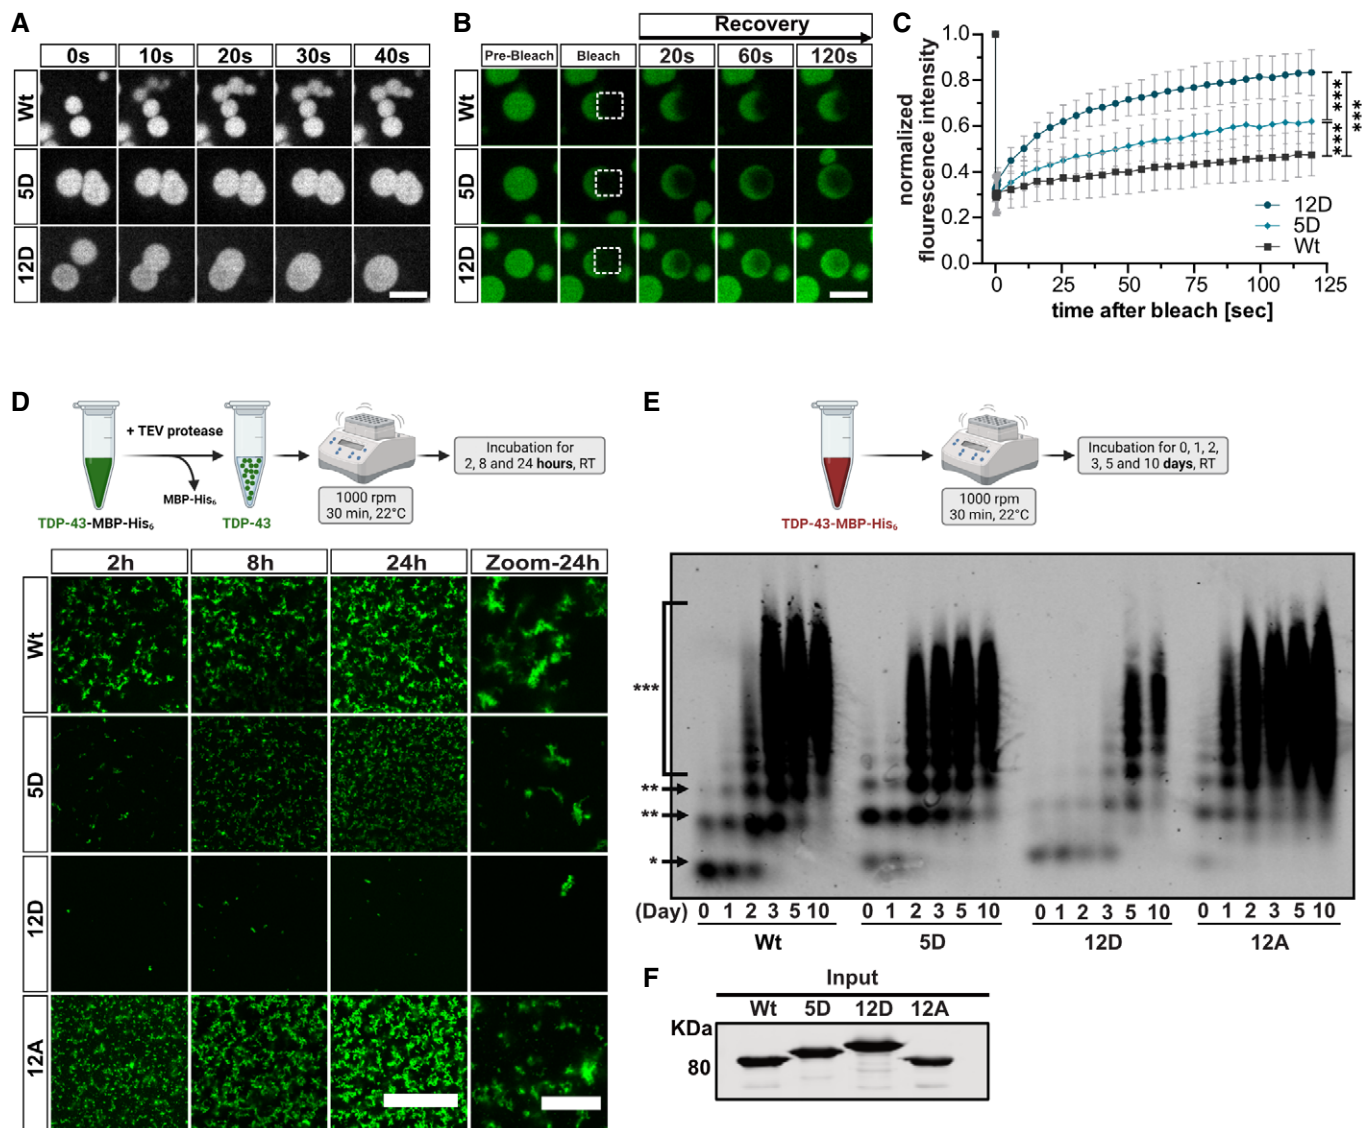 A
0s 10s 20s 30s 40s
Wt
5D
12D
B
Recovery
Pre-Bleach Bleach 20s 60s 120s
Wt
5D
12D
C
normalized
flourescence intensity
1.0
0.8
0.6
0.4
0.2
0.0
0 25 50 75 100 125
time after bleach [sec]
12D
5D
Wt
***
***
***
D
+ TEV protease
MBP-His₆
TDP-43-MBP-His₆
TDP-43
1000 rpm
30 min, 22°C
Incubation for
2, 8 and 24 hours, RT
2h 8h 24h Zoom-24h
Wt
5D
12D
12A
E
TDP-43-MBP-His₆
1000 rpm
30 min, 22°C
Incubation for 0, 1, 2,
3, 5 and 10 days, RT
***
**
**
*
(Day) 0 1 2 3 5 10 0 1 2 3 5 10 0 1 2 3 5 10 0 1 2 3 5 10
Wt 5D 12D 12A
F
Input
Wt 5D 12D 12A
KDa
80